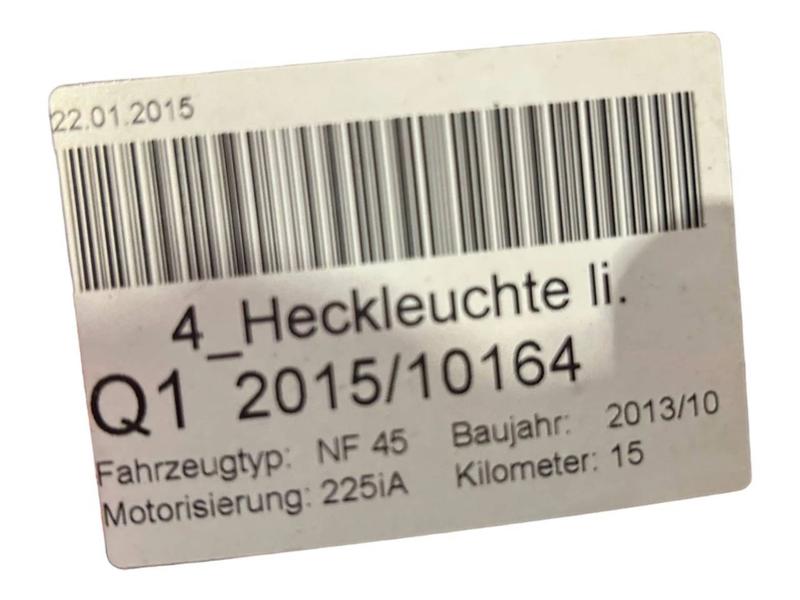 22.01.2015
4_Heckleuchte li.
Q1 2015/10164
Fahrzeugtyp: NF 45 Baujahr: 2013/10
Motorisierung: 225iA Kilometer: 15